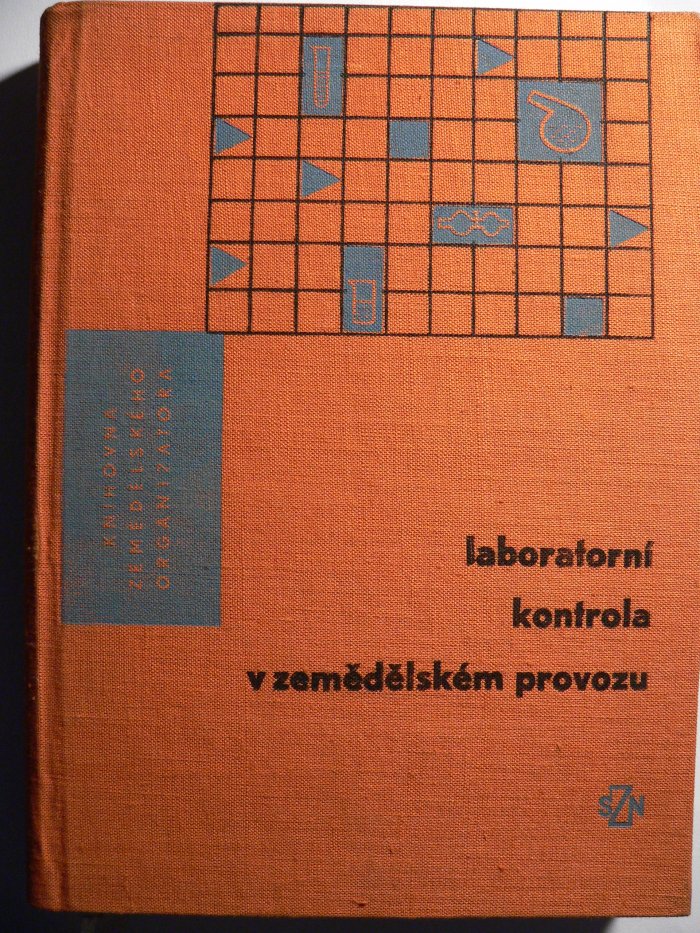 KNIHOVNA
ZEMĚDĚLSKÉHO
ORGANIZÁTORA
laboratorní
kontrola
v zemědělském provozu
SZN